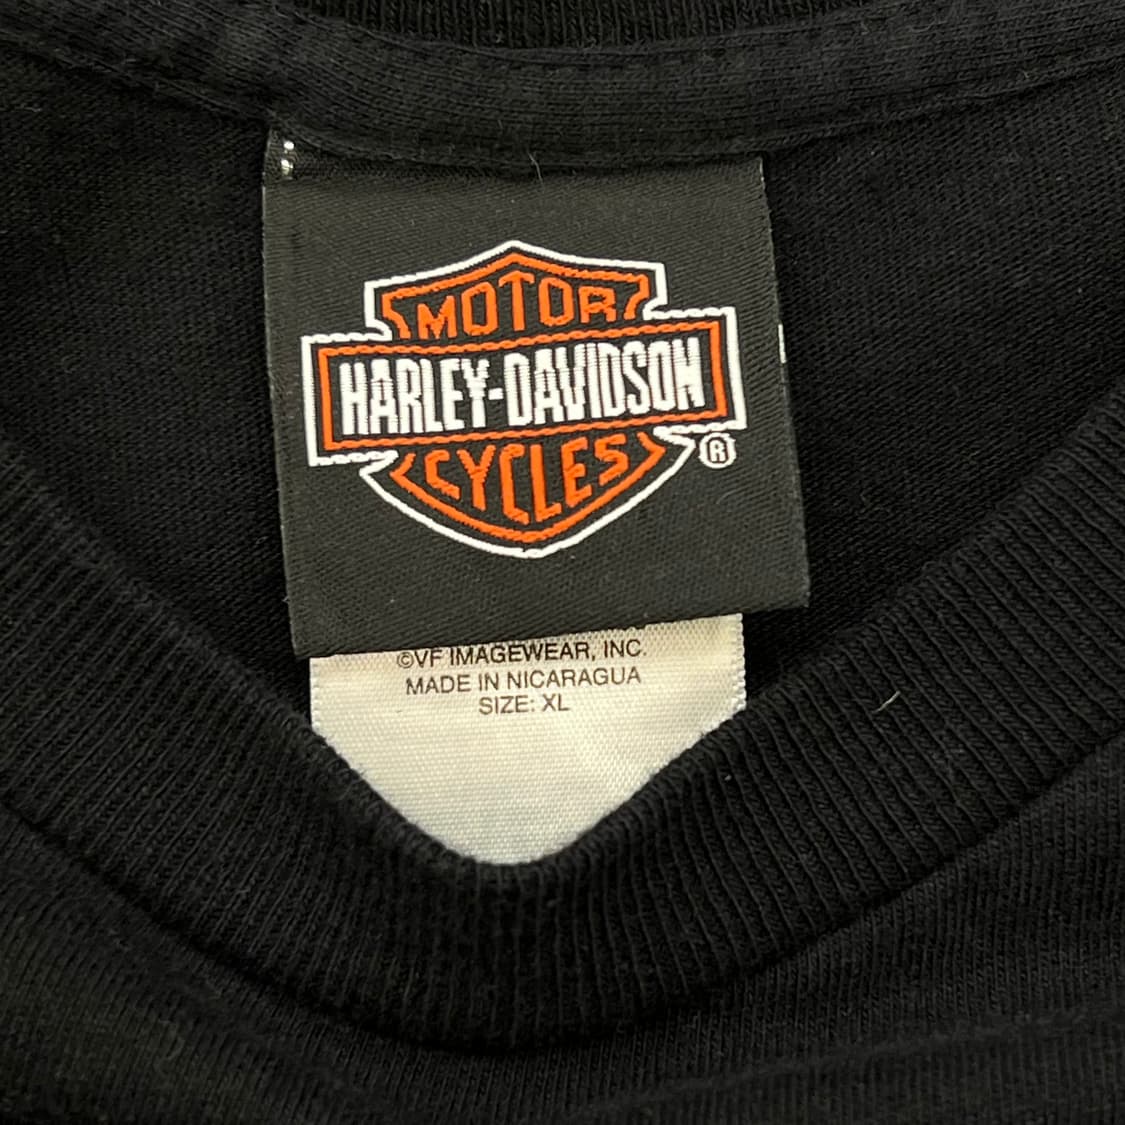 MOTOR
HARLEY-DAVIDSON
CYCLES
®
©VF IMAGEWEAR, INC.
MADE IN NICARAGUA
SIZE: XL